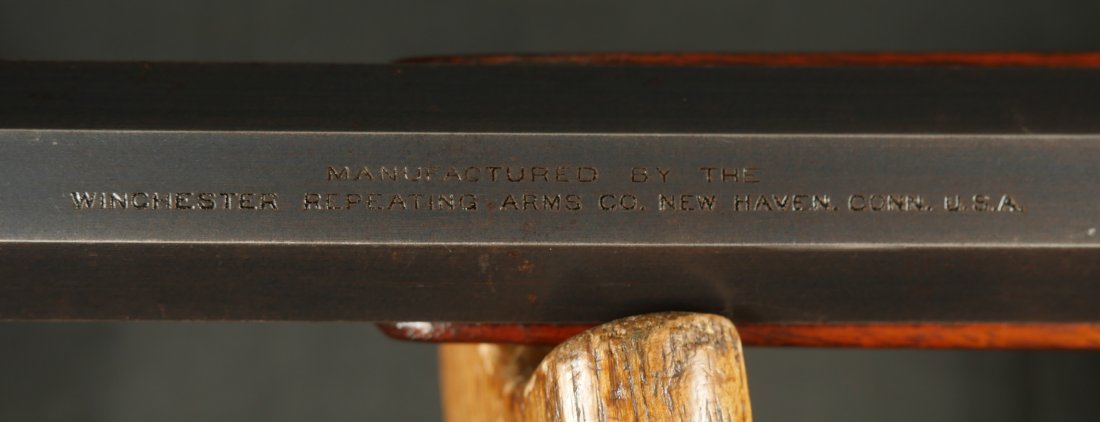 MANUFACTURED BY THE
WINCHESTER REPEATING ARMS CO. NEW HAVEN. CONN. U.S.A.